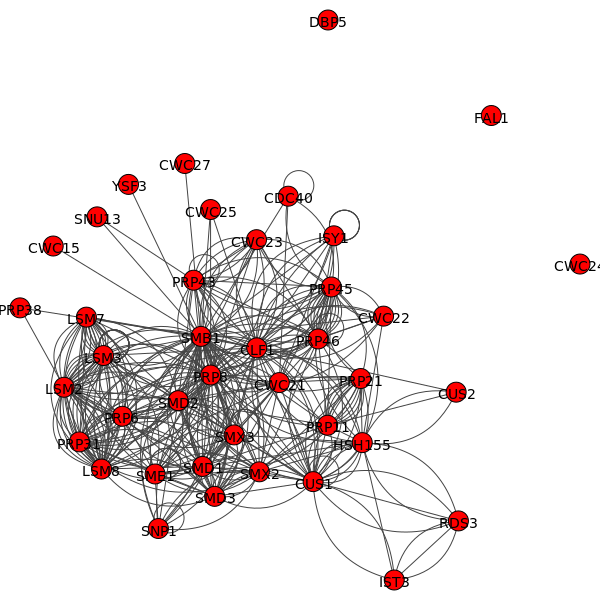 DBP5
FAL1
CWC27
YSF3
CDC40
CWC25
SNU13
ISY1
CWC23
CWC15
CWC24
PRP43
PRP45
PRP38
LSM7
CWC22
SMB1
PRP46
CLF1
LSM3
PRP8
PRP21
CWC21
LSM2
CUS2
SMD2
PRP6
PRP11
SMX3
PRP31
HSH155
LSM8
SMD1
SME1
SMX2
CUS1
SMD3
RDS3
SNP1
IST3